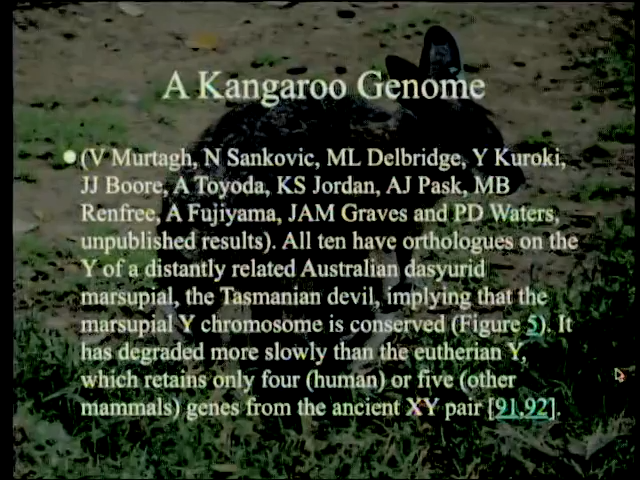 A Kangaroo Genome
(V Murtagh, N Sankovic, ML Delbridge, Y Kuroki,
JJ Boore, A Toyoda, KS Jordan, AJ Pask, MB
Renfree, A Fujiyama, JAM Graves and PD Waters,
unpublished results). All ten have orthologues on the
Y of a distantly related Australian dasyurid
marsupial, the Tasmanian devil, implying that the
marsupial Y chromosome is conserved (Figure 5). It
has degraded more slowly than the eutherian Y,
which retains only four (human) or five (other
mammals) genes from the ancient XY pair [91,92].